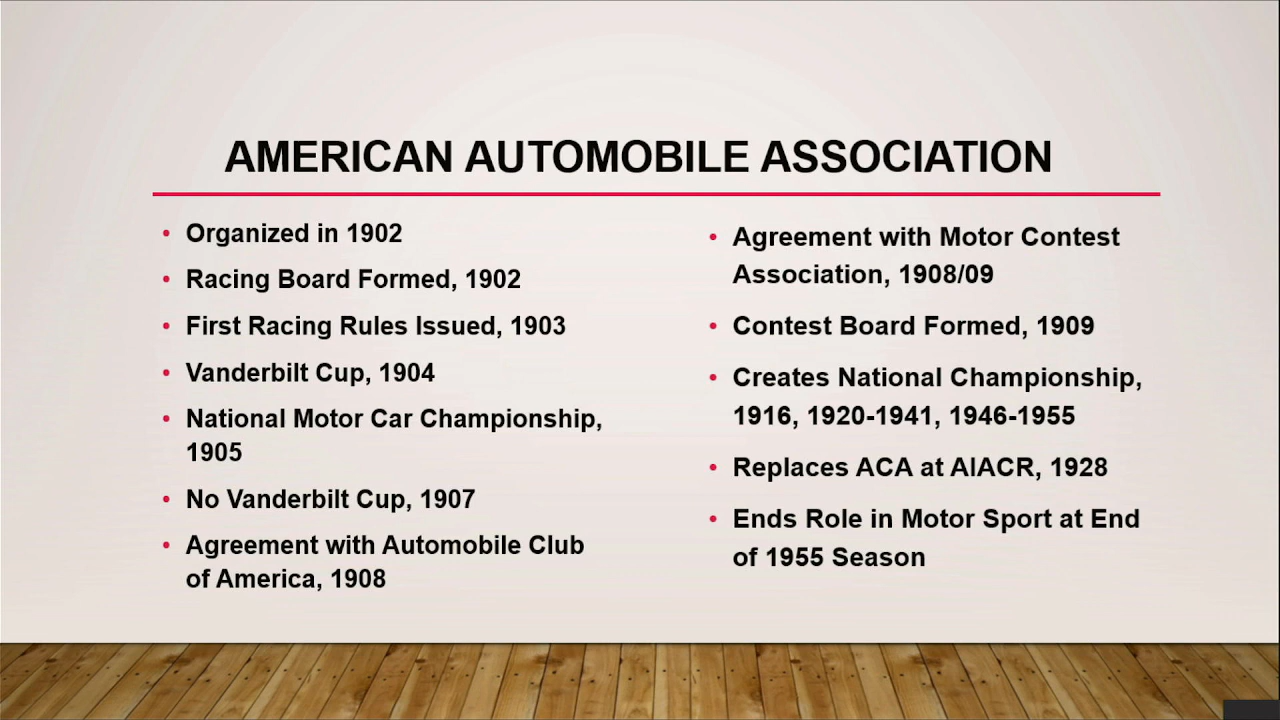 AMERICAN AUTOMOBILE ASSOCIATION
• Organized in 1902
• Racing Board Formed, 1902
• First Racing Rules Issued, 1903
• Vanderbilt Cup, 1904
• National Motor Car Championship,
1905
• No Vanderbilt Cup, 1907
• Agreement with Automobile Club
of America, 1908
• Agreement with Motor Contest
Association, 1908/09
• Contest Board Formed, 1909
• Creates National Championship,
1916, 1920-1941, 1946-1955
• Replaces ACA at AIACR, 1928
• Ends Role in Motor Sport at End
of 1955 Season